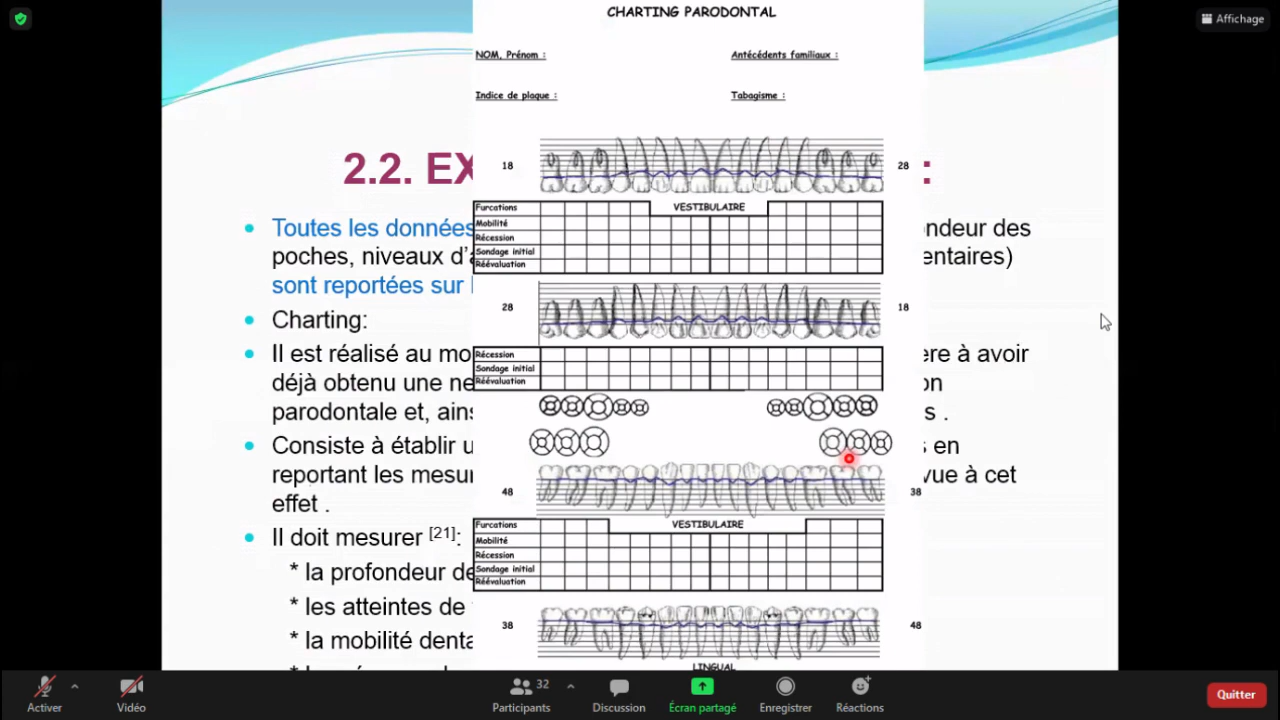 Affichage
CHARTING PARODONTAL
NOM, Prénom :
Antécédents familiaux :
Indice de plaque :
Tabagisme :
2.2. EX
:
18
28
Furcations
VESTIBULAIRE
Mobilité
Récession
Sondage initial
Réévaluation
28
18
Récession
Sondage initial
Réévaluation
48
38
Furcations
VESTIBULAIRE
Mobilité
Récession
Sondage initial
Réévaluation
38
48
LINGUAL
Toutes les données
ndeur des
poches, niveaux d'a
entaires)
sont reportées sur
Charting:
Il est réalisé au mo
ère à avoir
déjà obtenu une ne
on
parodontale et, ains
s .
Consiste à établir u
s en
reportant les mesur
vue à cet
effet .
Il doit mesurer [21]:
* la profondeur de
* les atteintes de
* la mobilité denta
Activer
Vidéo
32
Participants
Discussion
Écran partagé
Enregistrer
Réactions
Quitter